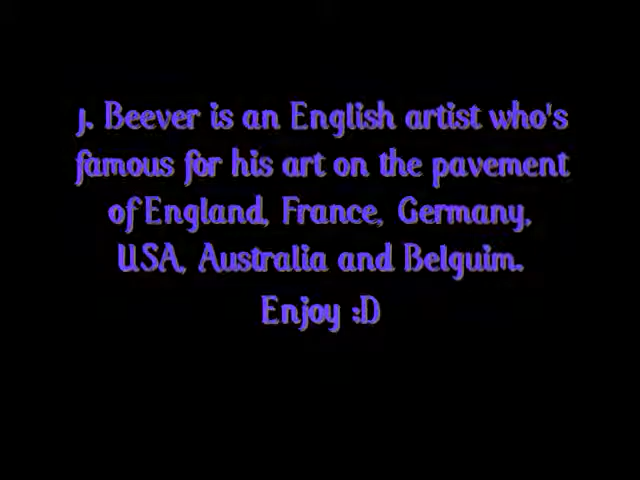 J. Beever is an English artist who's
famous for his art on the pavement
of England, France, Germany,
USA, Australia and Belguim.
Enjoy :D